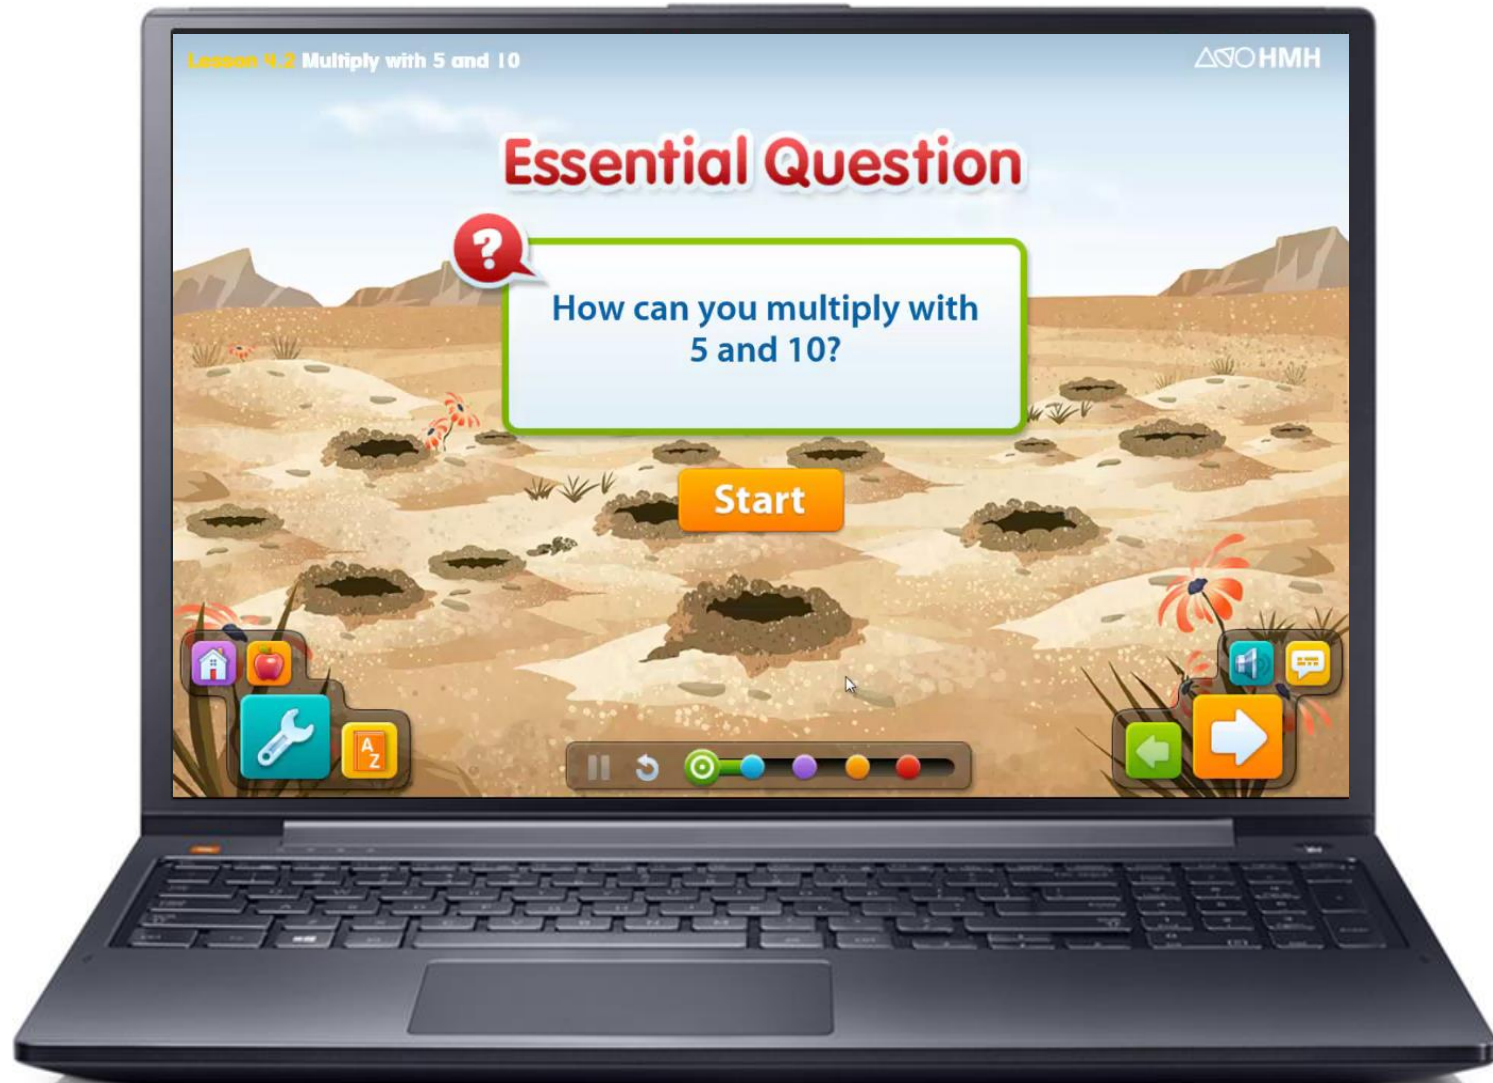 Lesson 4.2 Multiply with 5 and 10
HMH
Essential Question
?
How can you multiply with
5 and 10?
Start
A
Z